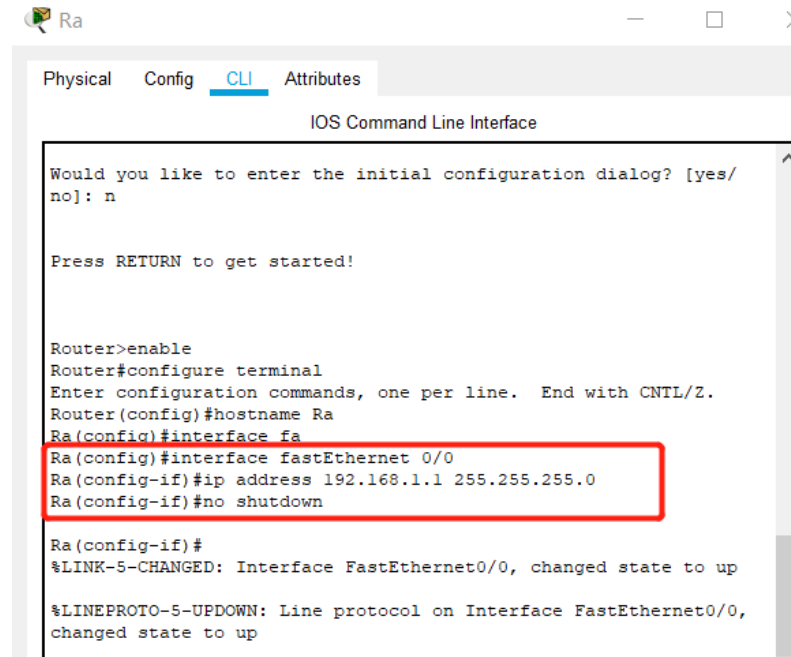 Ra
Physical Config CLI Attributes
IOS Command Line Interface
Would you like to enter the initial configuration dialog? [yes/
no]: n
Press RETURN to get started!
Router>enable
Router#configure terminal
Enter configuration commands, one per line.  End with CNTL/Z.
Router(config)#hostname Ra
Ra(config)#interface fa
Ra(config)#interface fastEthernet 0/0
Ra(config-if)#ip address 192.168.1.1 255.255.255.0
Ra(config-if)#no shutdown
Ra(config-if)#
%LINK-5-CHANGED: Interface FastEthernet0/0, changed state to up
%LINEPROTO-5-UPDOWN: Line protocol on Interface FastEthernet0/0,
changed state to up